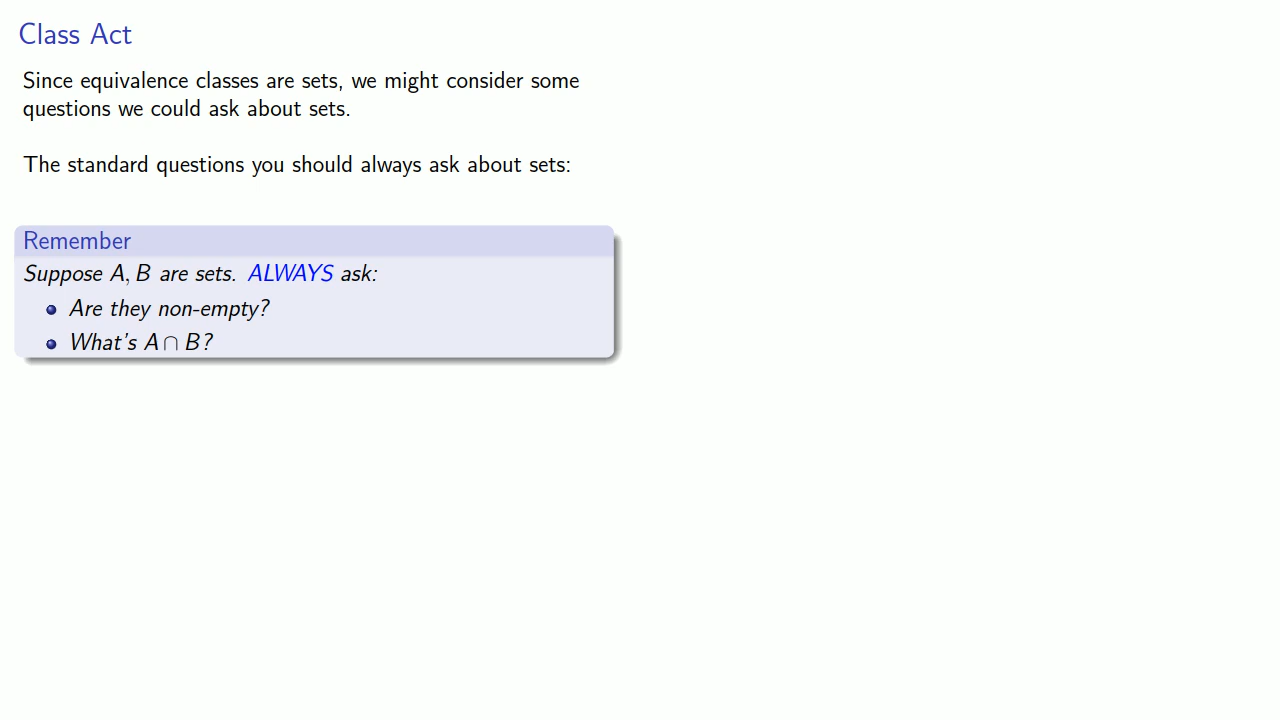 Class Act
Since equivalence classes are sets, we might consider some
questions we could ask about sets.
The standard questions you should always ask about sets:
Remember
Suppose A, B are sets. ALWAYS ask:
Are they non-empty?
What's A ∩ B?